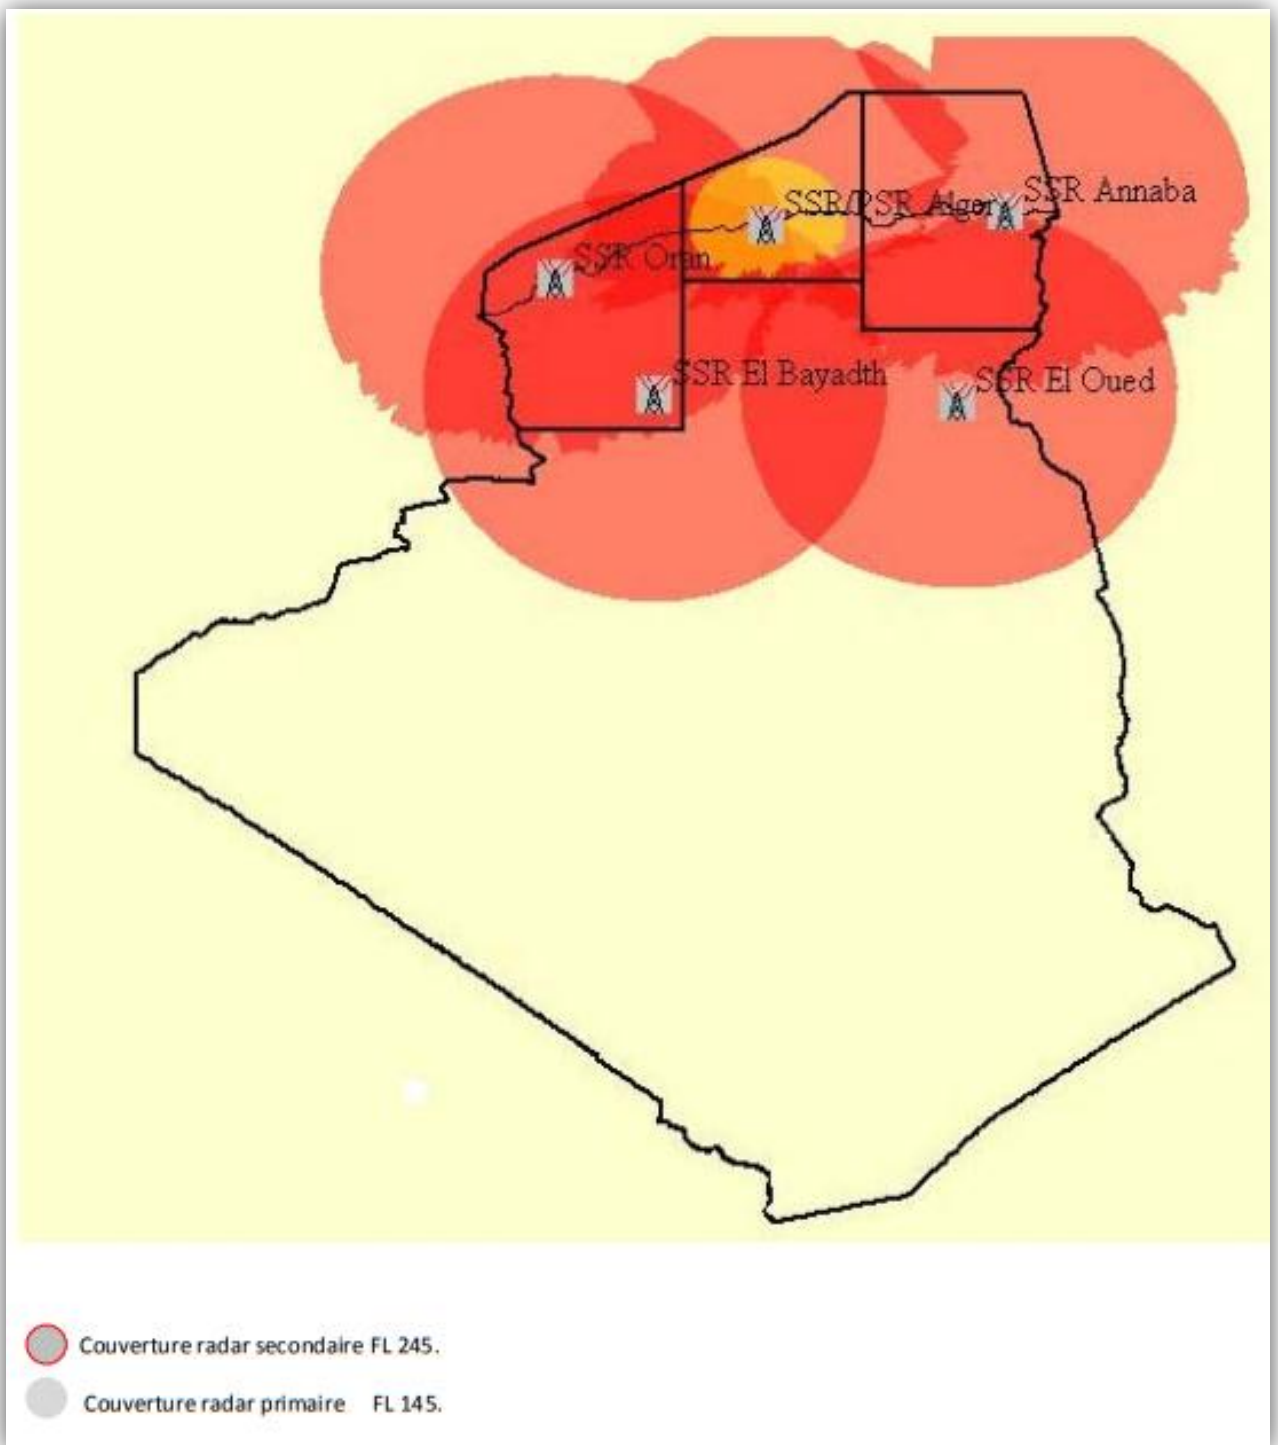 SSR Annaba
SSR/PSR Alger
SSR Oran
SSR El Bayadth
SSR El Oued
Couverture radar secondaire FL 245.
Couverture radar primaire FL 145.